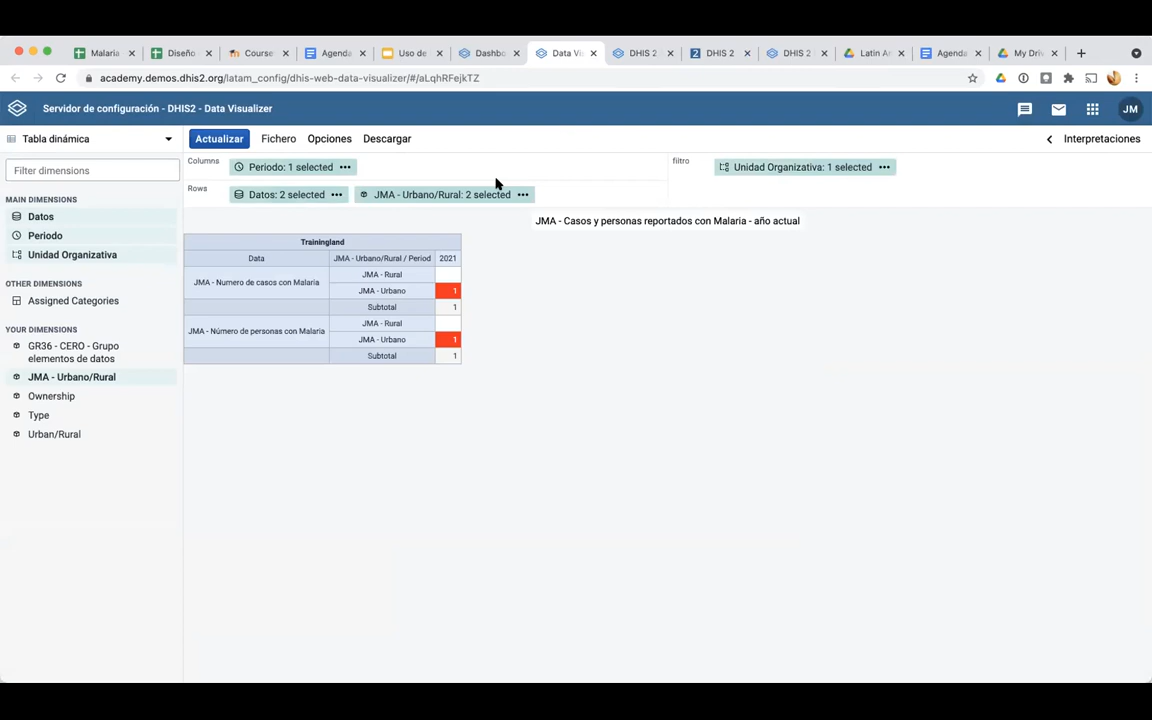 Malaria
Diseño
Course
Agenda
Uso de
Dashbo
Data Vis
DHIS 2
DHIS 2
DHIS 2
Latin Am
Agenda
My Driv
academy.demos.dhis2.org/latam_config/dhis-web-data-visualizer/#/aLqhRFejkTZ
Servidor de configuración - DHIS2 - Data Visualizer
JM
Tabla dinámica
Actualizar
Fichero
Opciones
Descargar
Interpretaciones
Filter dimensions
MAIN DIMENSIONS
Datos
Periodo
Unidad Organizativa
OTHER DIMENSIONS
Assigned Categories
YOUR DIMENSIONS
GR36 - CERO - Grupo
elementos de datos
JMA - Urbano/Rural
Ownership
Type
Urban/Rural
Columns
Periodo: 1 selected
filtro
Unidad Organizativa: 1 selected
Rows
Datos: 2 selected
JMA - Urbano/Rural: 2 selected
JMA - Casos y personas reportados con Malaria - año actual
Trainingland
Data JMA - Urbano/Rural / Period 2021
JMA - Numero de casos con Malaria
JMA - Rural
JMA - Urbano 1
Subtotal 1
JMA - Número de personas con Malaria
JMA - Rural
JMA - Urbano 1
Subtotal 1